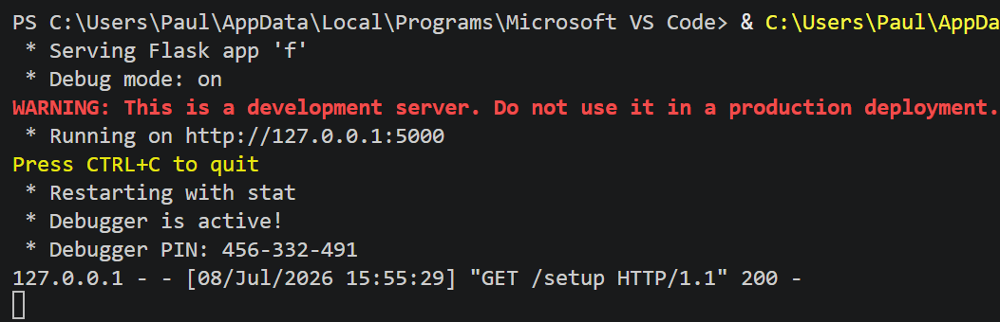 PS C:\Users\Paul\AppData\Local\Programs\Microsoft VS Code> & C:\Users\Paul\AppDa
* Serving Flask app 'f'
* Debug mode: on
WARNING: This is a development server. Do not use it in a production deployment.
* Running on http://127.0.0.1:5000
Press CTRL+C to quit
* Restarting with stat
* Debugger is active!
* Debugger PIN: 456-332-491
127.0.0.1 - - [08/Jul/2026 15:55:29] "GET /setup HTTP/1.1" 200 -